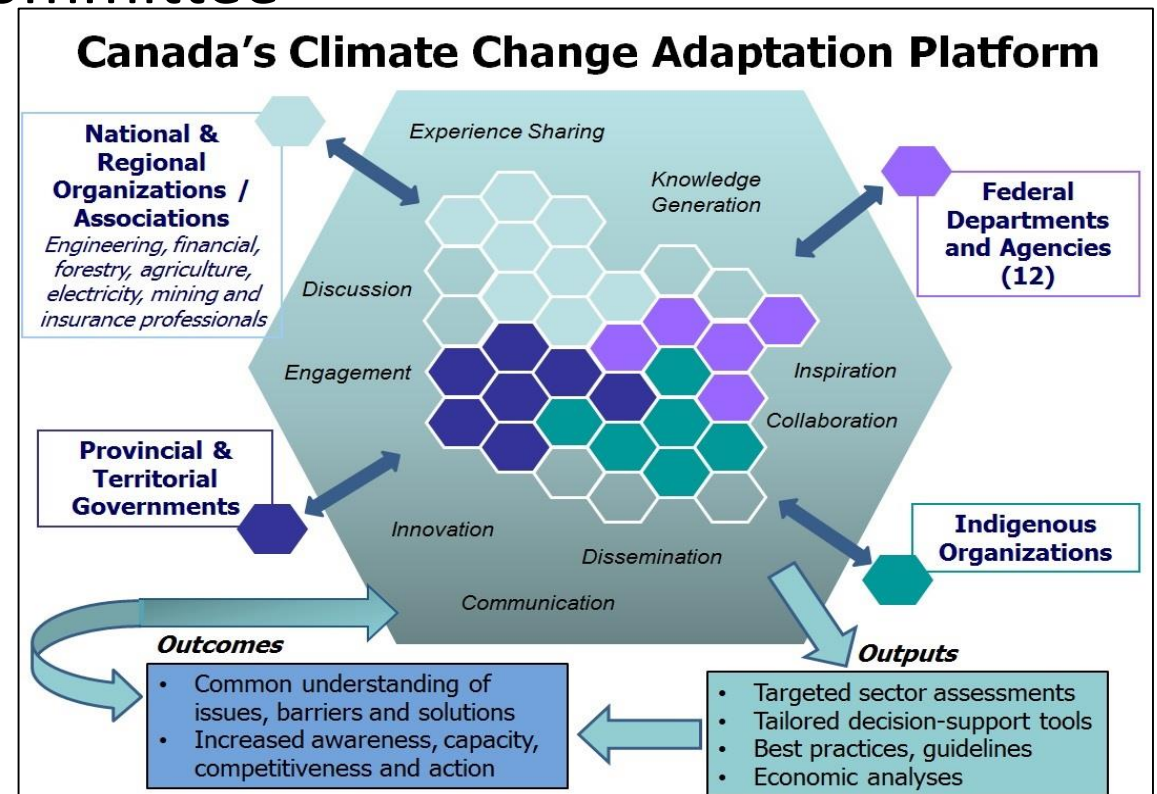 Canada's Climate Change Adaptation Platform
National &
Regional
Organizations /
Associations
Engineering, financial,
forestry, agriculture,
electricity, mining and
insurance professionals
Experience Sharing
Knowledge
Generation
Federal
Departments
and Agencies
(12)
Discussion
Engagement
Inspiration
Collaboration
Provincial &
Territorial
Governments
Innovation
Dissemination
Communication
Indigenous
Organizations
Outcomes
• Common understanding of
issues, barriers and solutions
• Increased awareness, capacity,
competitiveness and action
Outputs
• Targeted sector assessments
• Tailored decision-support tools
• Best practices, guidelines
• Economic analyses